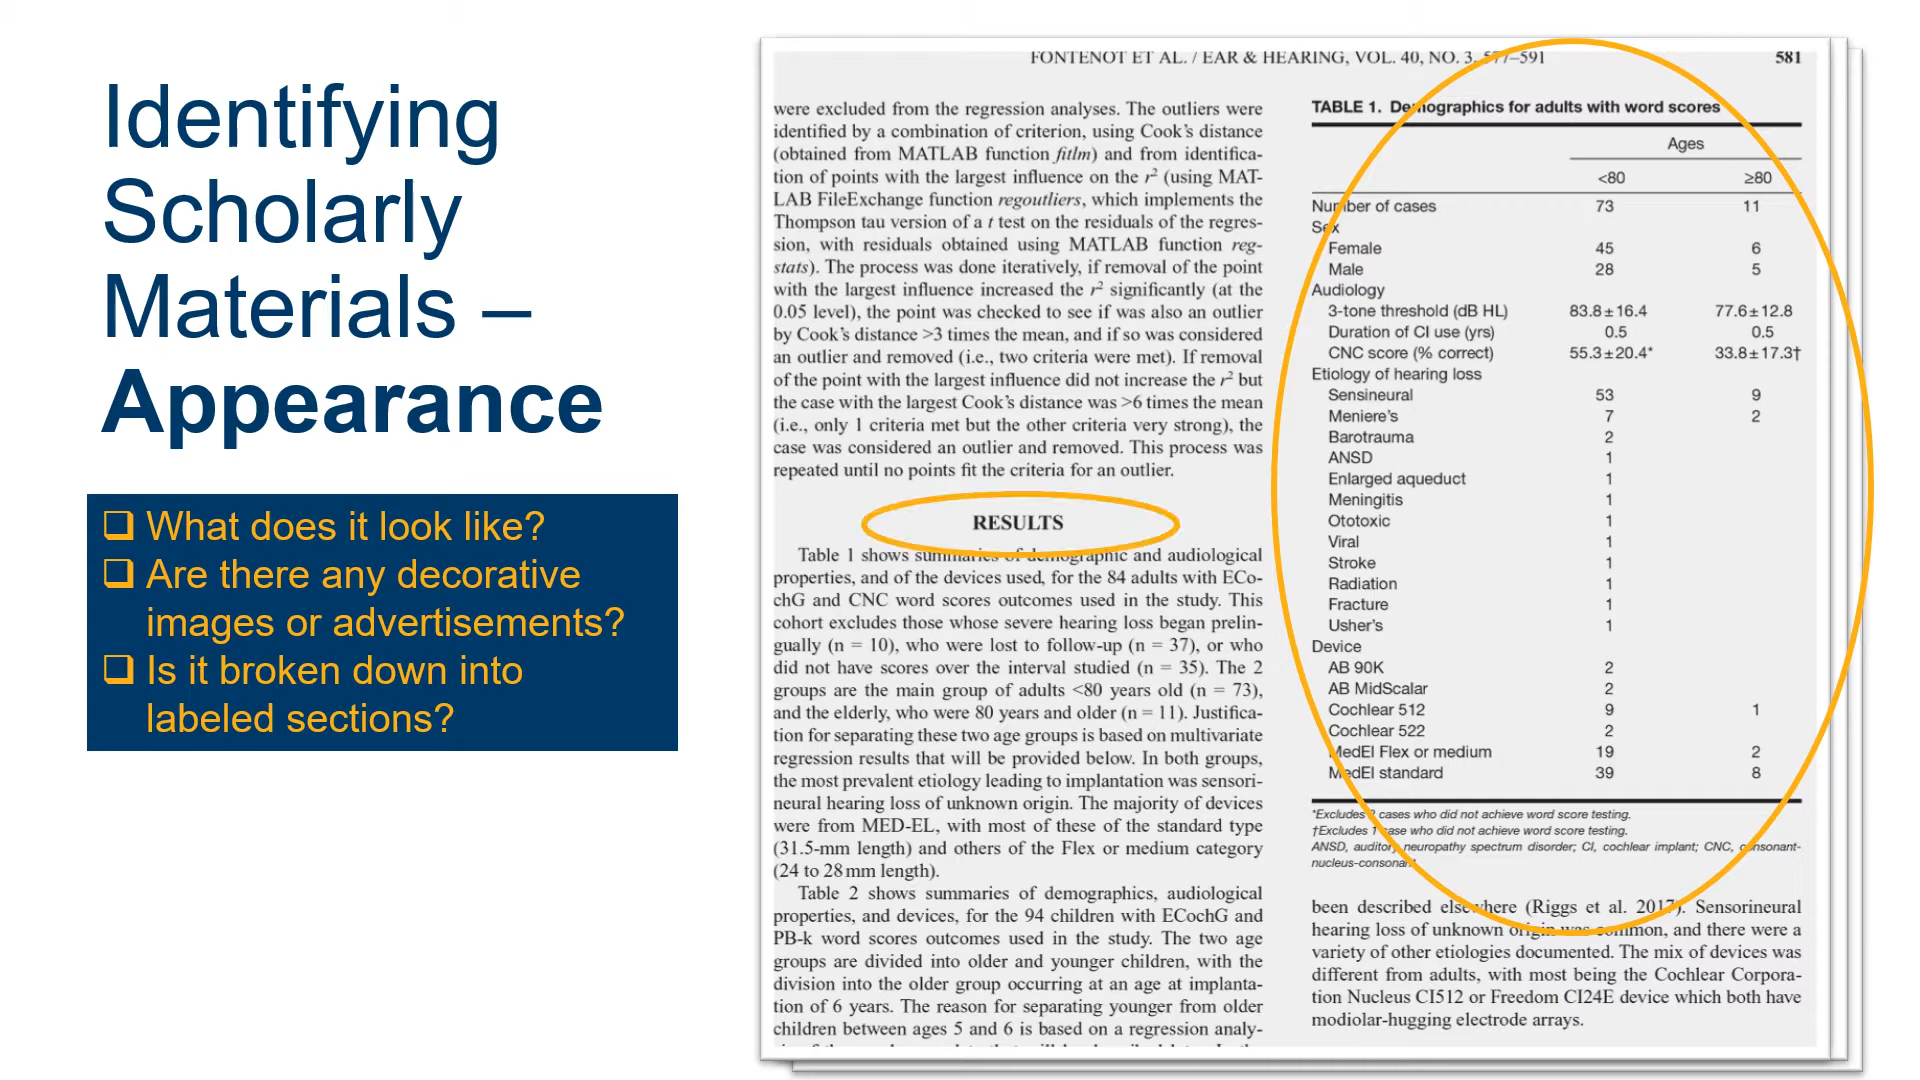 Identifying
Scholarly
Materials –
Appearance
What does it look like?
Are there any decorative
images or advertisements?
Is it broken down into
labeled sections?
FONTENOT ET AL. / EAR & HEARING, VOL. 40, NO. 3, 577–591
581
were excluded from the regression analyses. The outliers were
identified by a combination of criterion, using Cook's distance
(obtained from MATLAB function fitlm) and from identifica-
tion of points with the largest influence on the r² (using MAT-
LAB FileExchange function regoutliers, which implements the
Thompson tau version of a t test on the residuals of the regres-
sion, with residuals obtained using MATLAB function reg-
stats). The process was done iteratively, if removal of the point
with the largest influence increased the r² significantly (at the
0.05 level), the point was checked to see if was also an outlier
by Cook's distance >3 times the mean, and if so was considered
an outlier and removed (i.e., two criteria were met). If removal
of the point with the largest influence did not increase the r² but
the case with the largest Cook's distance was >6 times the mean
(i.e., only 1 criteria met but the other criteria very strong), the
case was considered an outlier and removed. This process was
repeated until no points fit the criteria for an outlier.
RESULTS
Table 1 shows summaries of demographic and audiological
properties, and of the devices used, for the 84 adults with ECo-
chG and CNC word scores outcomes used in the study. This
cohort excludes those whose severe hearing loss began prelin-
gually (n = 10), who were lost to follow-up (n = 37), or who
did not have scores over the interval studied (n = 35). The 2
groups are the main group of adults <80 years old (n = 73),
and the elderly, who were 80 years and older (n = 11). Justifica-
tion for separating these two age groups is based on multivariate
regression results that will be provided below. In both groups,
the most prevalent etiology leading to implantation was sensori-
neural hearing loss of unknown origin. The majority of devices
were from MED-EL, with most of these of the standard type
(31.5-mm length) and others of the Flex or medium category
(24 to 28 mm length).
Table 2 shows summaries of demographics, audiological
properties, and devices, for the 94 children with ECochG and
PB-k word scores outcomes used in the study. The two age
groups are divided into older and younger children, with the
division into the older group occurring at an age at implanta-
tion of 6 years. The reason for separating younger from older
children between ages 5 and 6 is based on a regression analy-
TABLE 1. Demographics for adults with word scores
Ages
<80 ≥80
Number of cases 73 11
Sex
Female 45 6
Male 28 5
Audiology
3-tone threshold (dB HL) 83.8±16.4 77.6±12.8
Duration of CI use (yrs) 0.5 0.5
CNC score (% correct) 55.3±20.4* 33.8±17.3†
Etiology of hearing loss
Sensineural 53 9
Meniere's 7 2
Barotrauma 2
ANSD 1
Enlarged aqueduct 1
Meningitis 1
Ototoxic 1
Viral 1
Stroke 1
Radiation 1
Fracture 1
Usher's 1
Device
AB 90K 2
AB MidScalar 2
Cochlear 512 9 1
Cochlear 522 2
MedEl Flex or medium 19 2
MedEl standard 39 8
*Excludes cases who did not achieve word score testing.
†Excludes 1 case who did not achieve word score testing.
ANSD, auditory neuropathy spectrum disorder; CI, cochlear implant; CNC, consonant-
nucleus-consonant.
been described elsewhere (Riggs et al. 2017). Sensorineural
hearing loss of unknown origin was common, and there were a
variety of other etiologies documented. The mix of devices was
different from adults, with most being the Cochlear Corpora-
tion Nucleus CI512 or Freedom CI24E device which both have
modiolar-hugging electrode arrays.